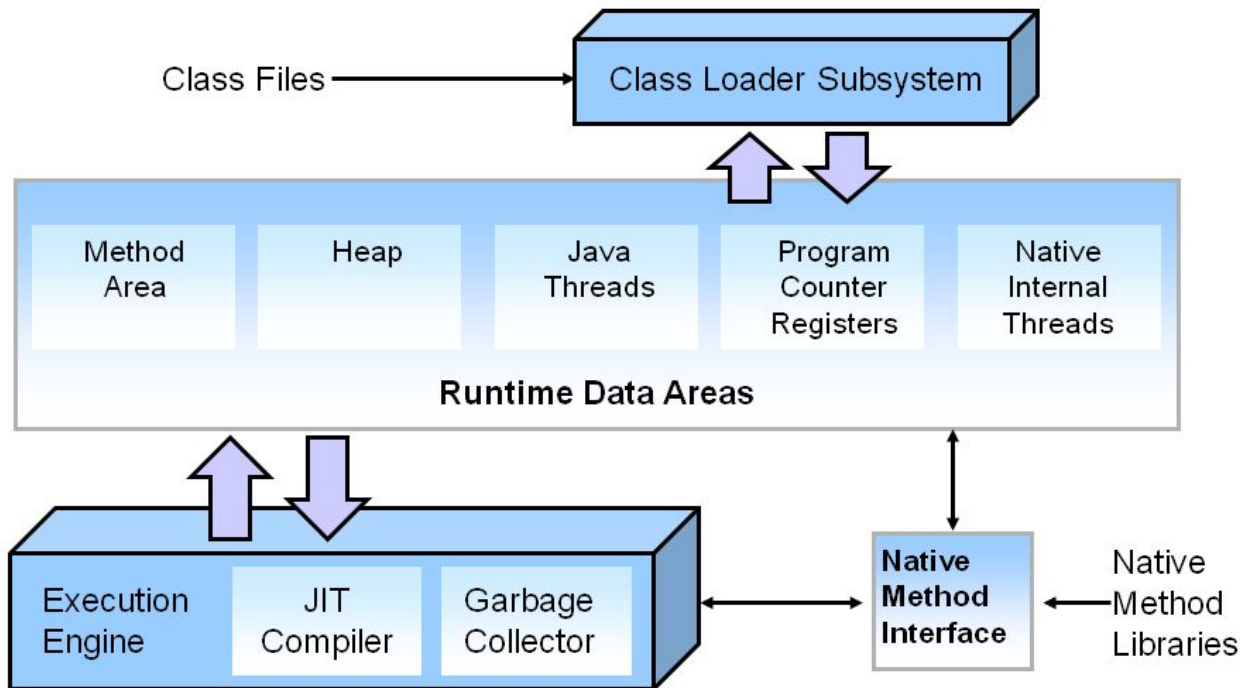 Class Files
Class Loader Subsystem
Method
Area
Heap
Java
Threads
Program
Counter
Registers
Native
Internal
Threads
Runtime Data Areas
Execution
Engine
JIT
Compiler
Garbage
Collector
Native
Method
Interface
Native
Method
Libraries